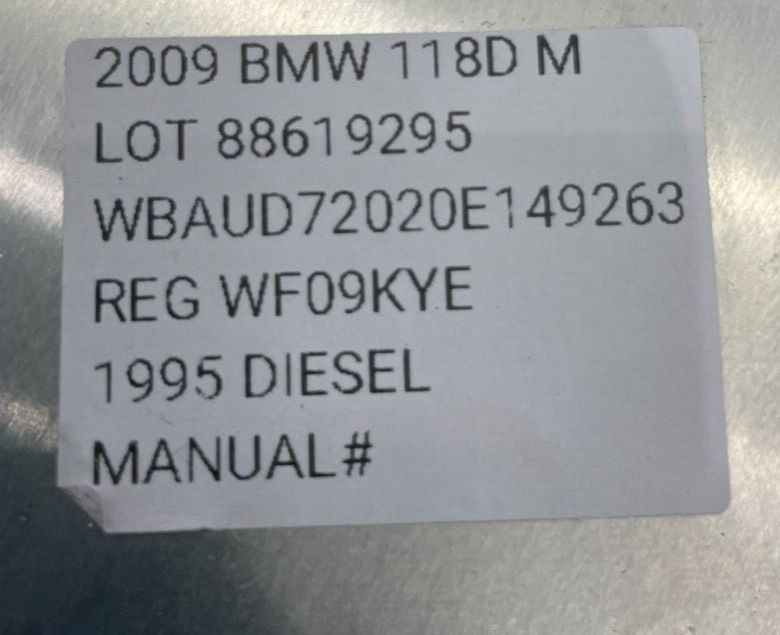 2009 BMW 118D M
LOT 88619295
WBAUD72020E149263
REG WF09KYE
1995 DIESEL
MANUAL#